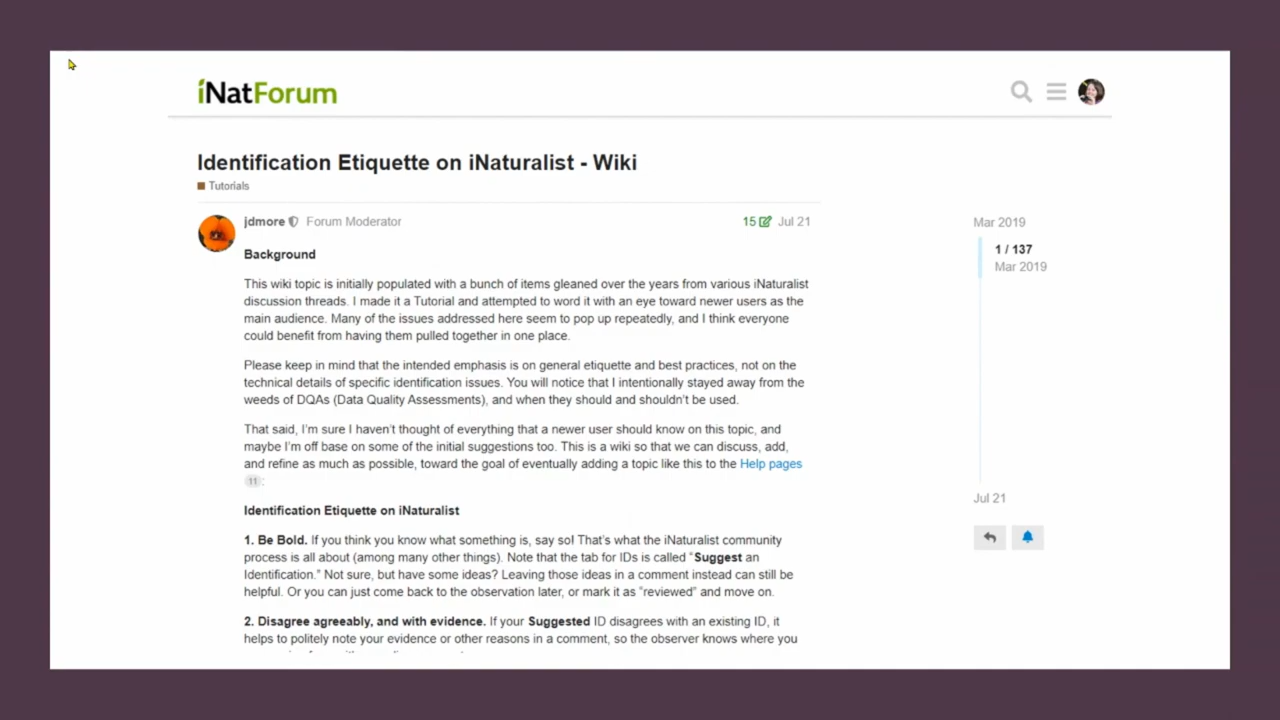 iNatForum
Identification Etiquette on iNaturalist - Wiki
Tutorials
jdmore Forum Moderator 15 Jul 21
Background
This wiki topic is initially populated with a bunch of items gleaned over the years from various iNaturalist
discussion threads. I made it a Tutorial and attempted to word it with an eye toward newer users as the
main audience. Many of the issues addressed here seem to pop up repeatedly, and I think everyone
could benefit from having them pulled together in one place.
Please keep in mind that the intended emphasis is on general etiquette and best practices, not on the
technical details of specific identification issues. You will notice that I intentionally stayed away from the
weeds of DQAs (Data Quality Assessments), and when they should and shouldn't be used.
That said, I'm sure I haven't thought of everything that a newer user should know on this topic, and
maybe I'm off base on some of the initial suggestions too. This is a wiki so that we can discuss, add,
and refine as much as possible, toward the goal of eventually adding a topic like this to the Help pages
11 :
Identification Etiquette on iNaturalist
1. Be Bold. If you think you know what something is, say so! That's what the iNaturalist community
process is all about (among many other things). Note that the tab for IDs is called "Suggest an
Identification." Not sure, but have some ideas? Leaving those ideas in a comment instead can still be
helpful. Or you can just come back to the observation later, or mark it as "reviewed" and move on.
2. Disagree agreeably, and with evidence. If your Suggested ID disagrees with an existing ID, it
helps to politely note your evidence or other reasons in a comment, so the observer knows where you
Mar 2019
1 / 137
Mar 2019
Jul 21